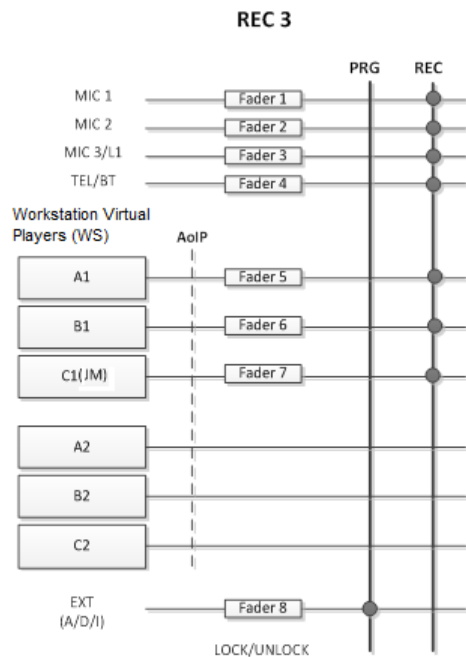 REC 3
PRG REC
MIC 1 Fader 1
MIC 2 Fader 2
MIC 3/L1 Fader 3
TEL/BT Fader 4
Workstation Virtual
Players (WS)
AoIP
A1 Fader 5
B1 Fader 6
C1(JM) Fader 7
A2
B2
C2
EXT Fader 8
(A/D/I)
LOCK/UNLOCK